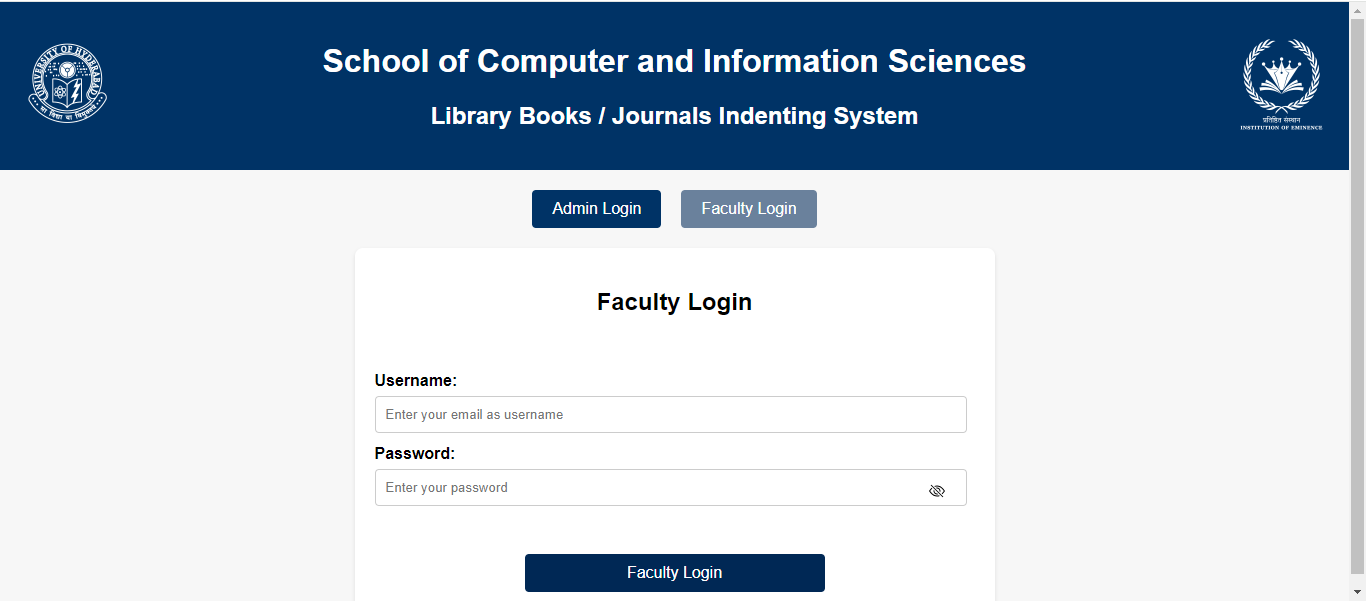 School of Computer and Information Sciences
Library Books / Journals Indenting System
UNIVERSITY OF HYDERABAD
सा विद्या या विमुक्तये
प्रतिष्ठित संस्थान
INSTITUTION OF EMINENCE
Admin Login
Faculty Login
Faculty Login
Username:
Enter your email as username
Password:
Enter your password
Faculty Login